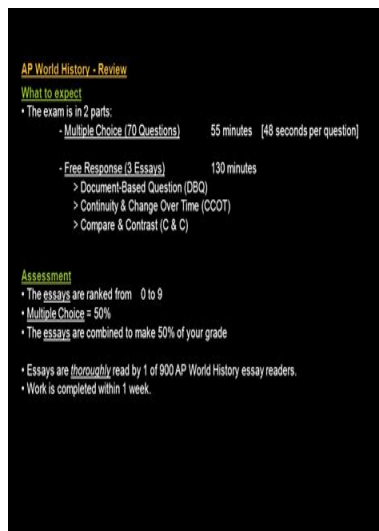 AP World History - Review
What to expect
• The exam is in 2 parts:
- Multiple Choice (70 Questions) 55 minutes [48 seconds per question]
- Free Response (3 Essays) 130 minutes
> Document-Based Question (DBQ)
> Continuity & Change Over Time (CCOT)
> Compare & Contrast (C & C)
Assessment
• The essays are ranked from 0 to 9
• Multiple Choice = 50%
• The essays are combined to make 50% of your grade
• Essays are thoroughly read by 1 of 900 AP World History essay readers.
• Work is completed within 1 week.